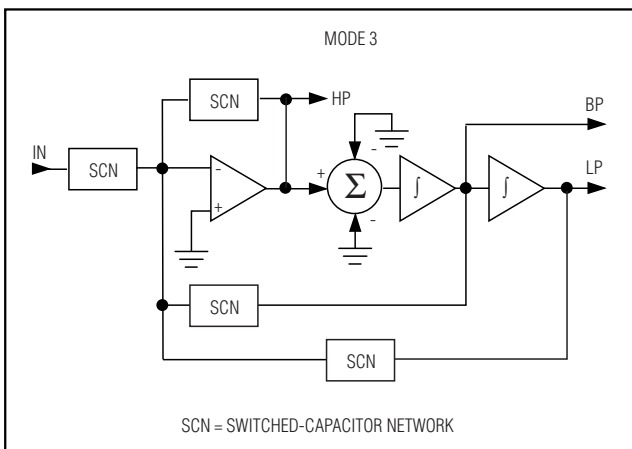 MODE 3
SCN
HP
BP
IN
SCN
-
+
-
+
Σ
-
∫
∫
LP
SCN
SCN
SCN = SWITCHED-CAPACITOR NETWORK